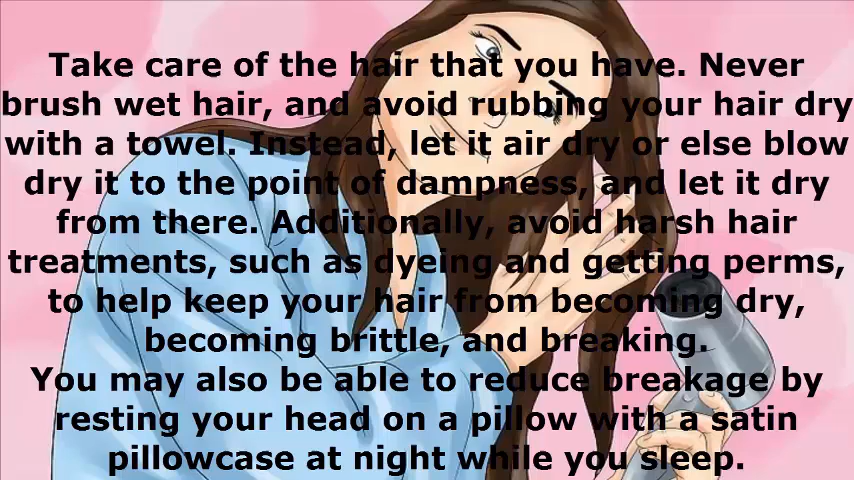 Take care of the hair that you have. Never
brush wet hair, and avoid rubbing your hair dry
with a towel. Instead, let it air dry or else blow
dry it to the point of dampness, and let it dry
from there. Additionally, avoid harsh hair
treatments, such as dyeing and getting perms,
to help keep your hair from becoming dry,
becoming brittle, and breaking.
You may also be able to reduce breakage by
resting your head on a pillow with a satin
pillowcase at night while you sleep.